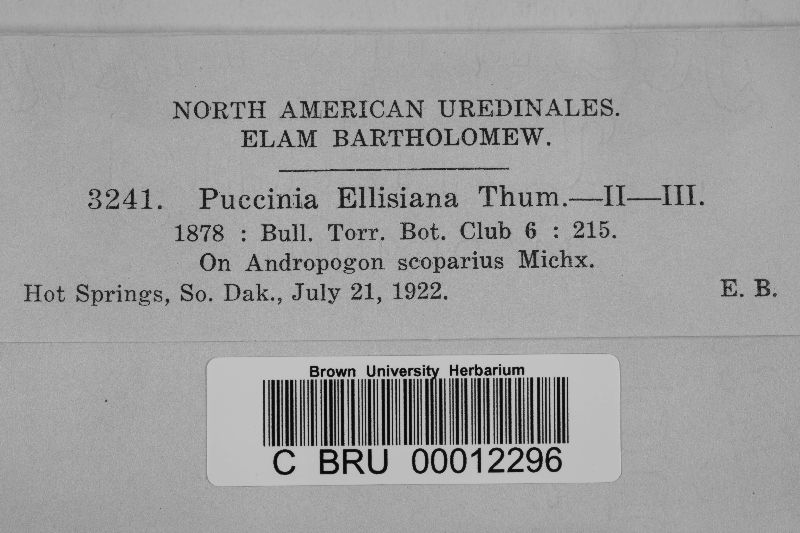 NORTH AMERICAN UREDINALES.
ELAM BARTHOLOMEW.
3241. Puccinia Ellisiana Thum.—II—III.
1878 : Bull. Torr. Bot. Club 6 : 215.
On Andropogon scoparius Michx.
Hot Springs, So. Dak., July 21, 1922. E. B.
Brown University Herbarium
C BRU 00012296